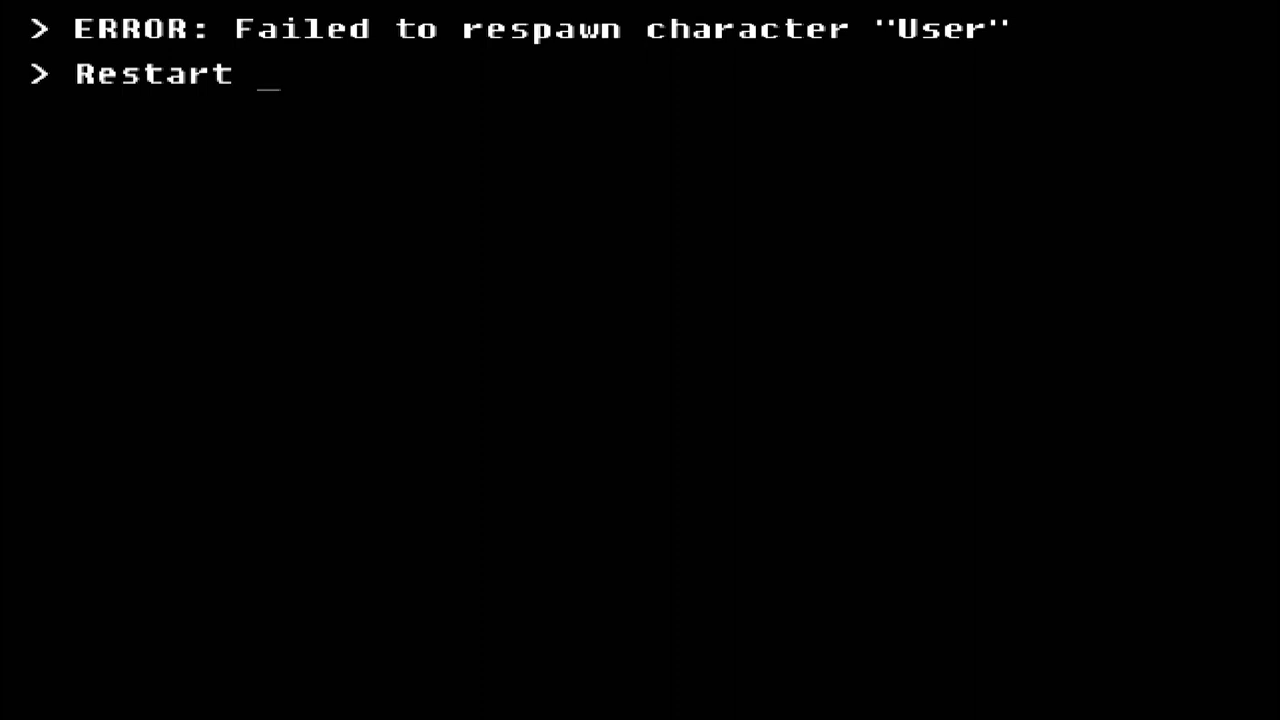 > ERROR: Failed to respawn character "User"
> Restart _